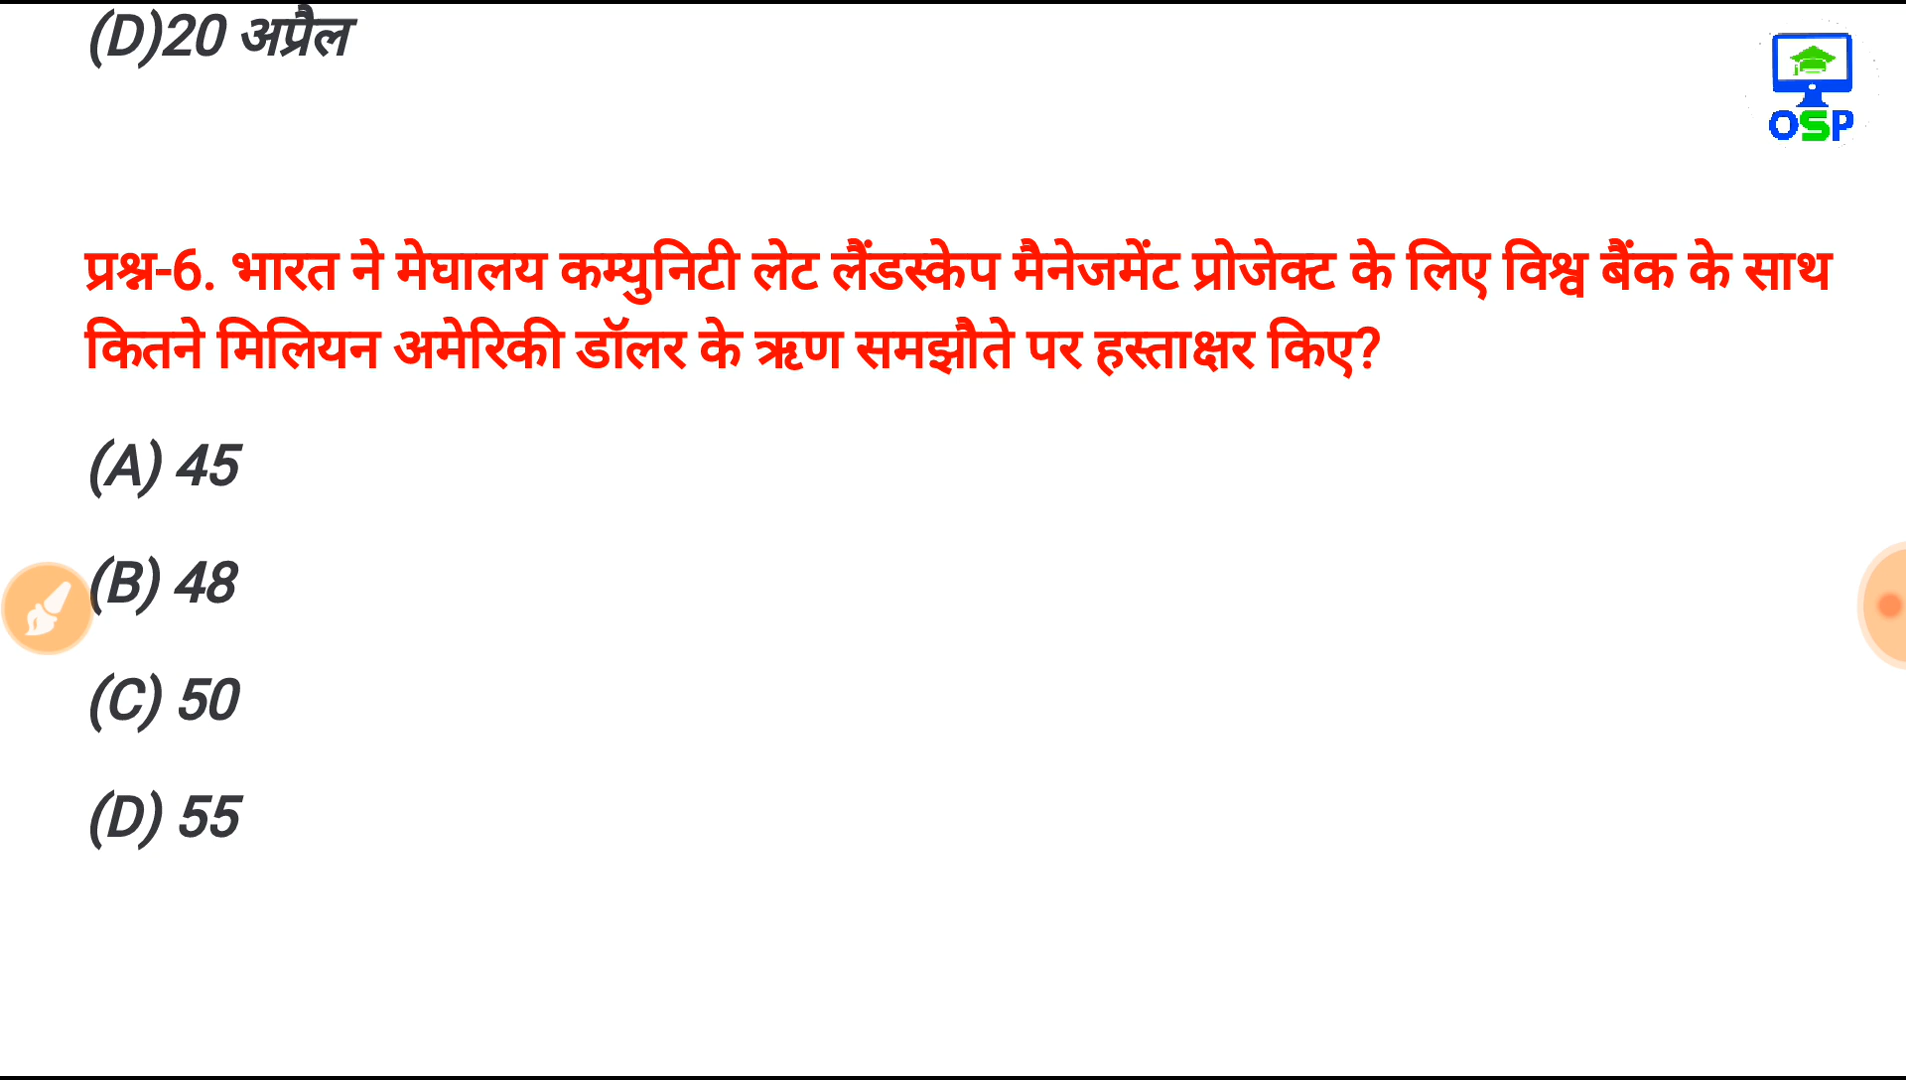 (D)20 अप्रैल
OSP
प्रश्न-6. भारत ने मेघालय कम्युनिटी लेट लैंडस्केप मैनेजमेंट प्रोजेक्ट के लिए विश्व बैंक के साथ
कितने मिलियन अमेरिकी डॉलर के ऋण समझौते पर हस्ताक्षर किए?
(A) 45
(B) 48
(C) 50
(D) 55